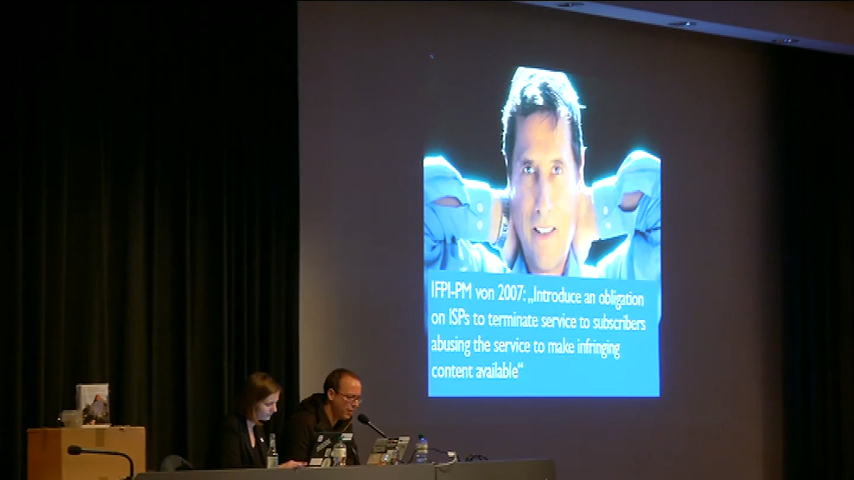 IFPI-PM von 2007: „Introduce an obligation
on ISPs to terminate service to subscribers
abusing the service to make infringing
content available“